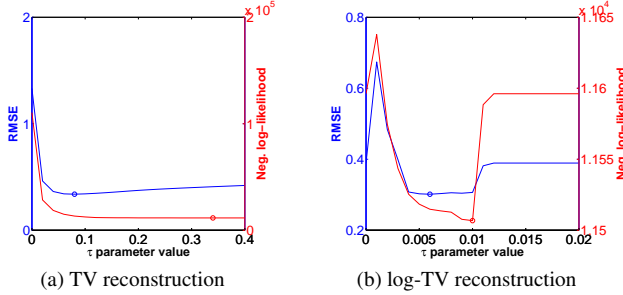 x 10^5
2
2
1
1
0
0
0
0.1
0.2
0.3
0.4
RMSE
Neg. log-likelihood
τ parameter value
(a) TV reconstruction
x 10^4
0.8
1.165
0.6
1.16
0.4
1.155
0.2
1.15
0
0.005
0.01
0.015
0.02
RMSE
Neg. log-likelihood
τ parameter value
(b) log-TV reconstruction